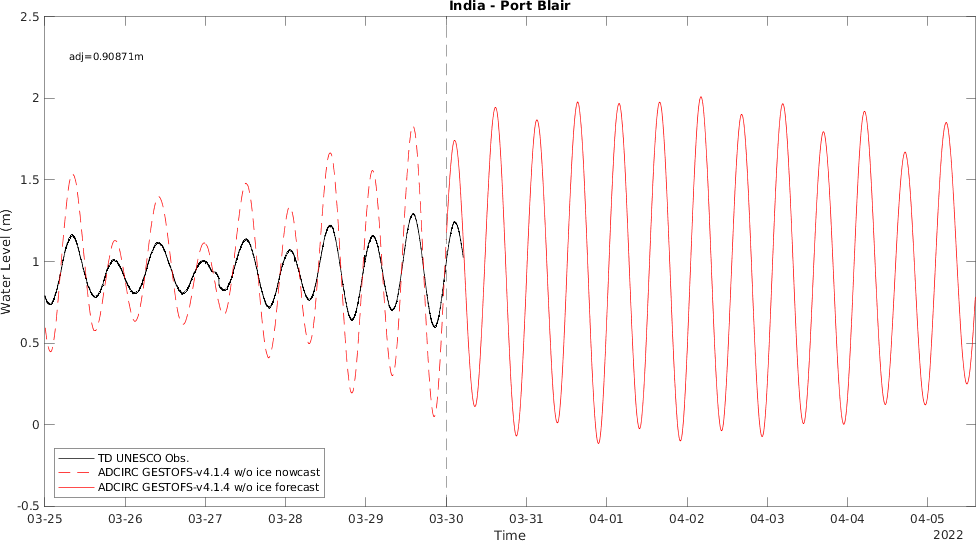 India - Port Blair
adj=0.90871m
2.5
2
1.5
1
0.5
0
-0.5
Water Level (m)
TD UNESCO Obs.
ADCIRC GESTOFS-v4.1.4 w/o ice nowcast
ADCIRC GESTOFS-v4.1.4 w/o ice forecast
03-25 03-26 03-27 03-28 03-29 03-30 03-31 04-01 04-02 04-03 04-04 04-05
Time
2022